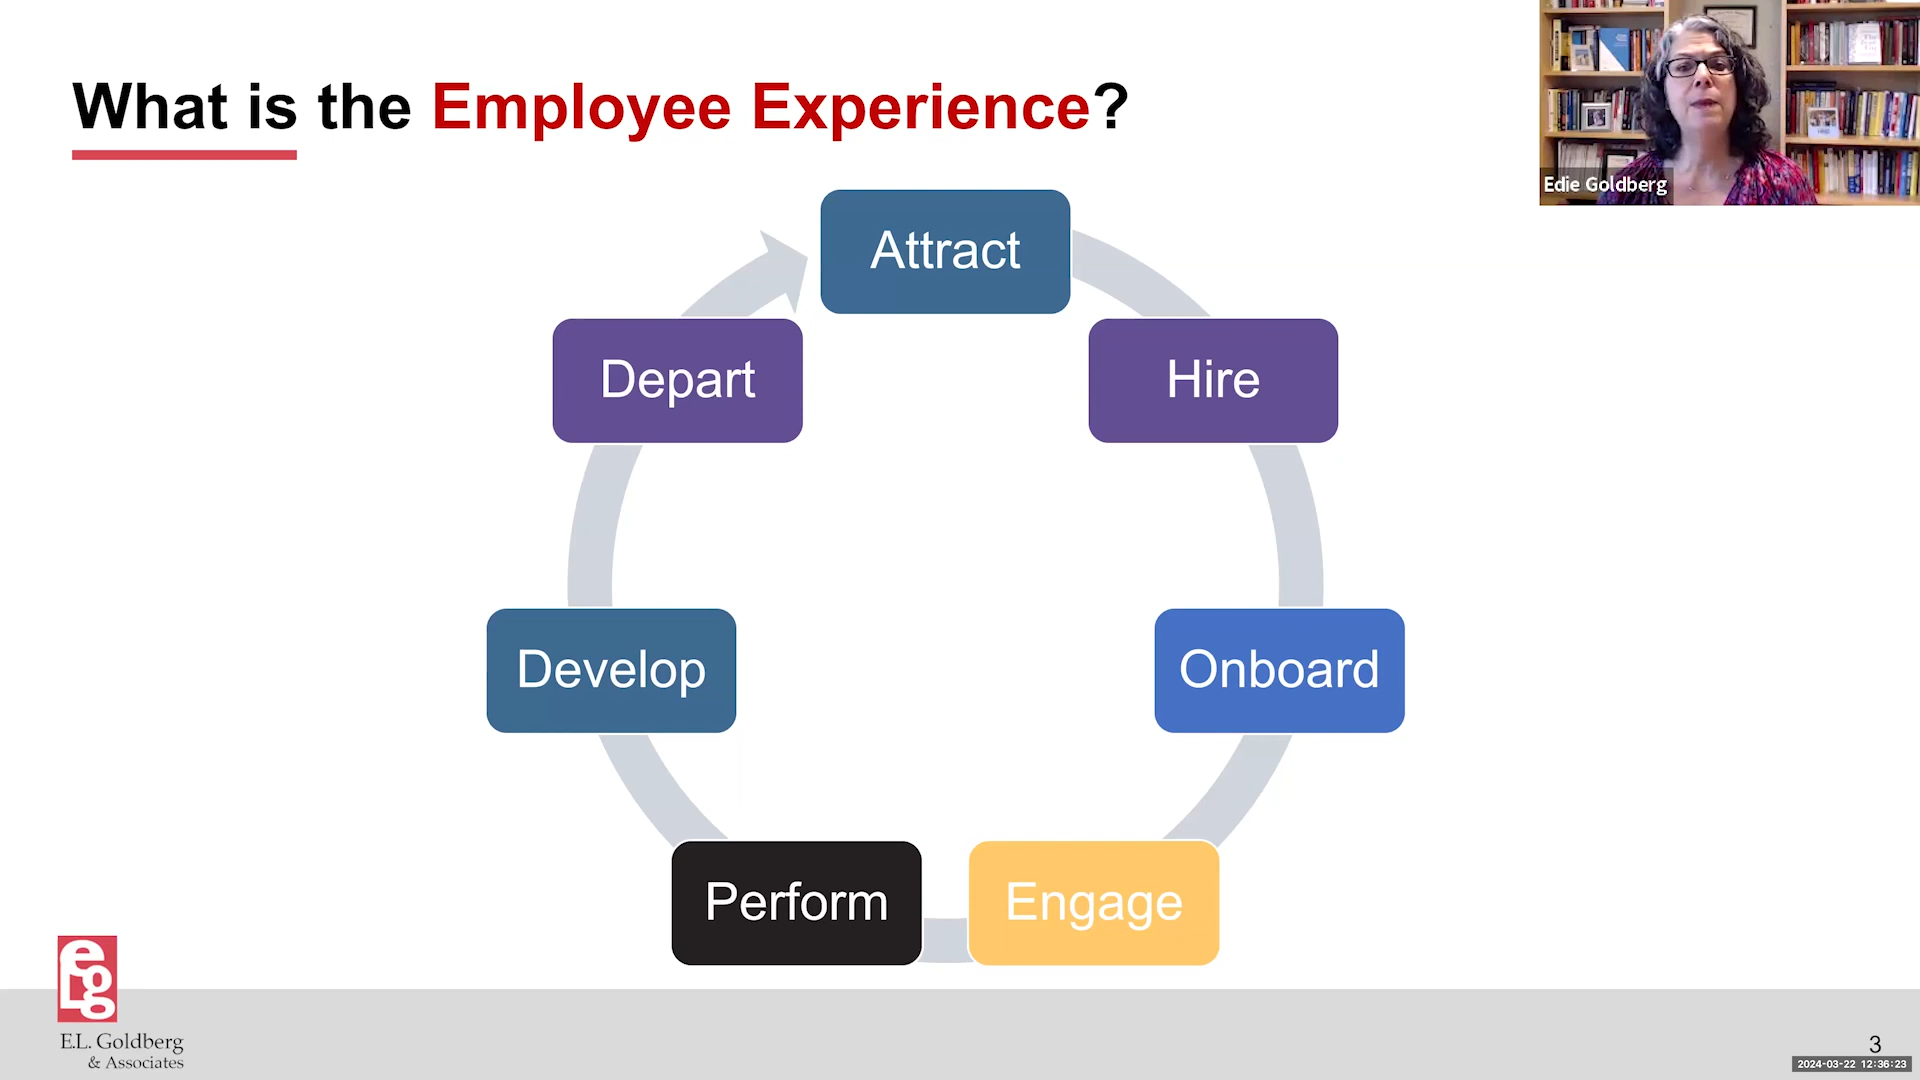 What is the Employee Experience?
Edie Goldberg
Attract
Depart
Hire
Develop
Onboard
Perform
Engage
eLgg
E.L. Goldberg
& Associates
3
2024-03-22 12:36:23